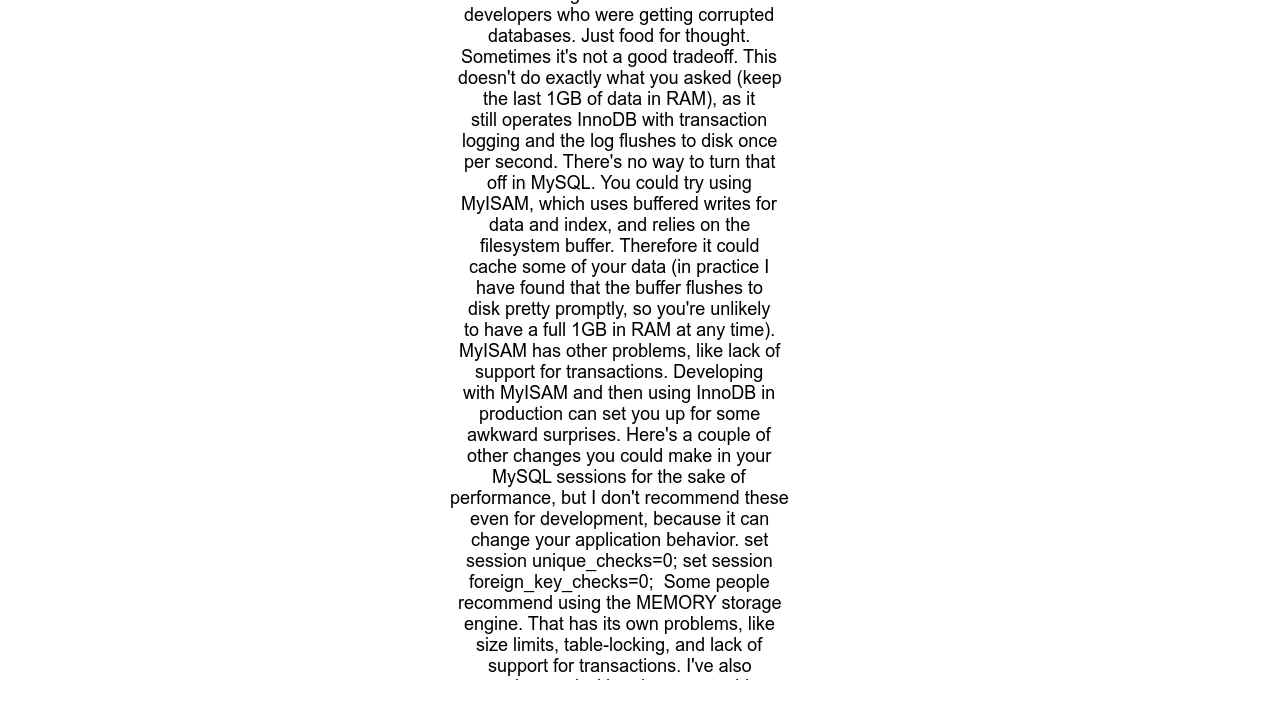 developers who were getting corrupted
databases. Just food for thought.
Sometimes it's not a good tradeoff. This
doesn't do exactly what you asked (keep
the last 1GB of data in RAM), as it
still operates InnoDB with transaction
logging and the log flushes to disk once
per second. There's no way to turn that
off in MySQL. You could try using
MyISAM, which uses buffered writes for
data and index, and relies on the
filesystem buffer. Therefore it could
cache some of your data (in practice I
have found that the buffer flushes to
disk pretty promptly, so you're unlikely
to have a full 1GB in RAM at any time).
MyISAM has other problems, like lack of
support for transactions. Developing
with MyISAM and then using InnoDB in
production can set you up for some
awkward surprises. Here's a couple of
other changes you could make in your
MySQL sessions for the sake of
performance, but I don't recommend these
even for development, because it can
change your application behavior. set
session unique_checks=0; set session
foreign_key_checks=0;  Some people
recommend using the MEMORY storage
engine. That has its own problems, like
size limits, table-locking, and lack of
support for transactions. I've also